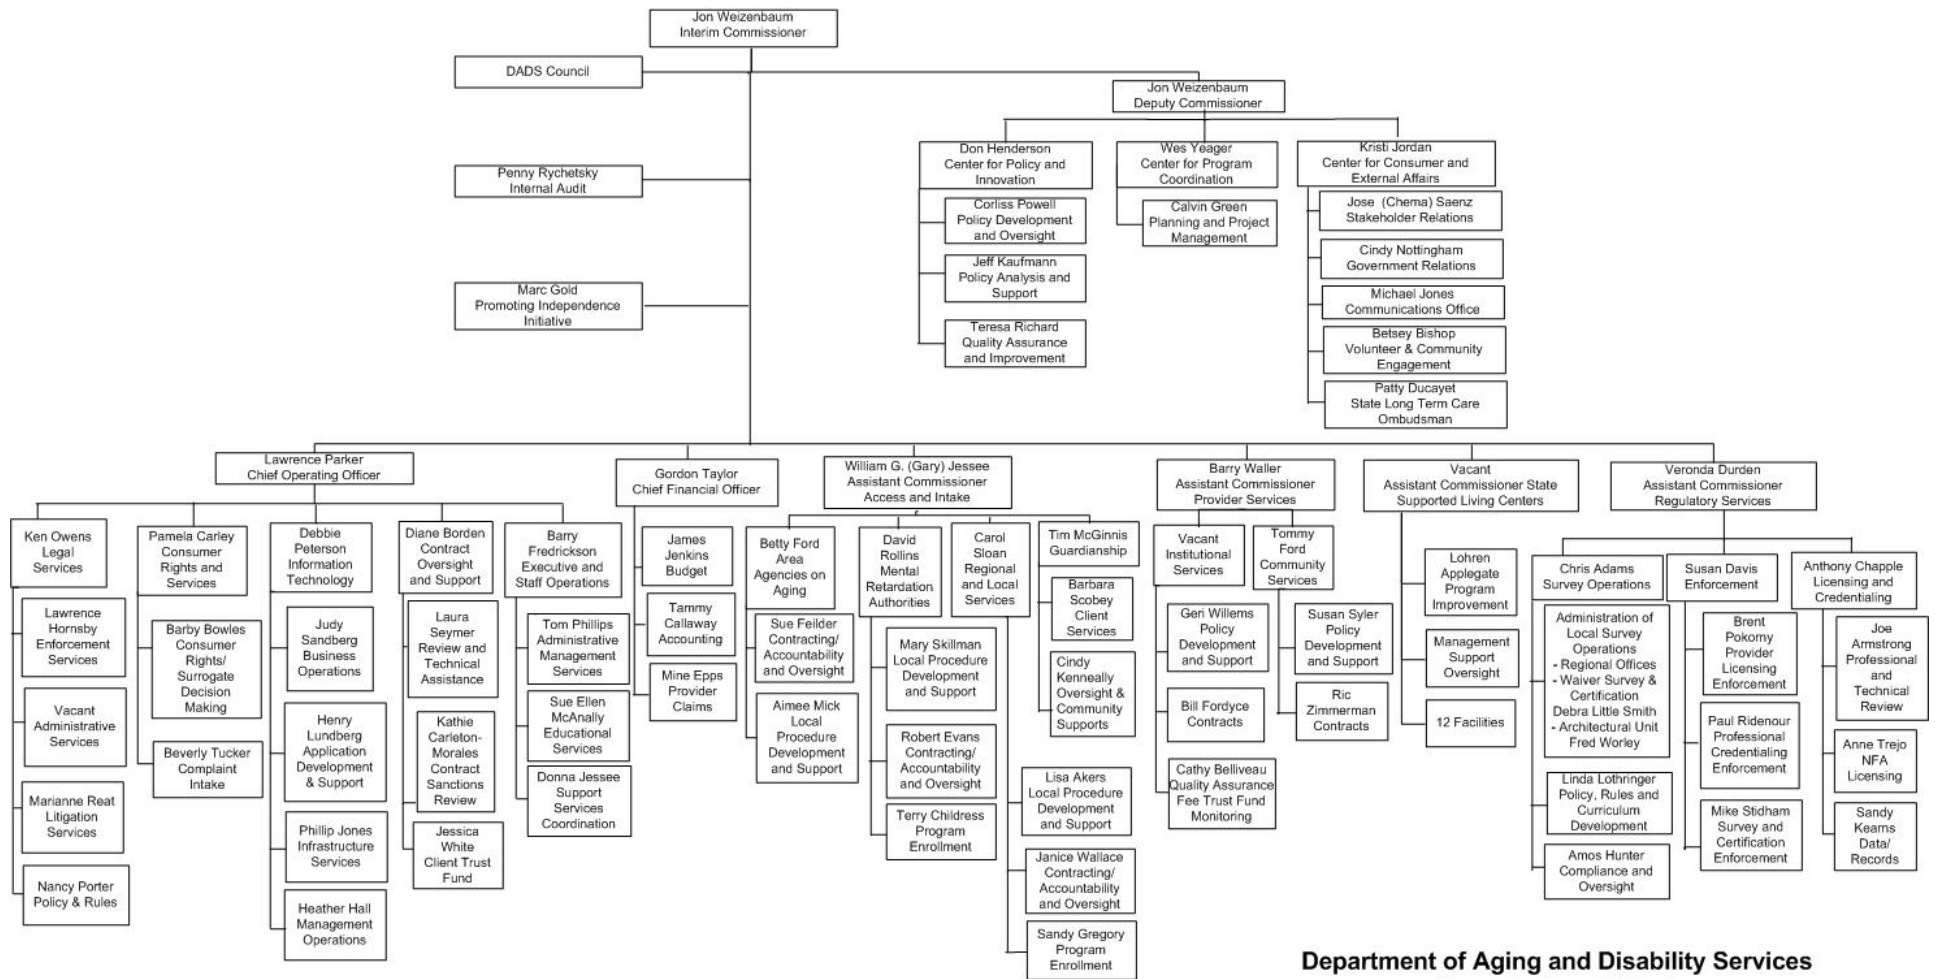 Jon Weizenbaum
Interim Commissioner
DADS Council
Jon Weizenbaum
Deputy Commissioner
Penny Rychetsky
Internal Audit
Marc Gold
Promoting Independence
Initiative
Don Henderson
Center for Policy and
Innovation
Corliss Powell
Policy Development
and Oversight
Jeff Kaufmann
Policy Analysis and
Support
Teresa Richard
Quality Assurance
and Improvement
Wes Yeager
Center for Program
Coordination
Calvin Green
Planning and Project
Management
Kristi Jordan
Center for Consumer and
External Affairs
Jose (Chema) Saenz
Stakeholder Relations
Cindy Nottingham
Government Relations
Michael Jones
Communications Office
Betsey Bishop
Volunteer & Community
Engagement
Patty Ducayet
State Long Term Care
Ombudsman
Lawrence Parker
Chief Operating Officer
Ken Owens
Legal
Services
Lawrence
Hornsby
Enforcement
Services
Vacant
Administrative
Services
Marianne Reat
Litigation
Services
Nancy Porter
Policy & Rules
Pamela Carley
Consumer
Rights and
Services
Barby Bowles
Consumer
Rights/
Surrogate
Decision
Making
Beverly Tucker
Complaint
Intake
Debbie
Peterson
Information
Technology
Judy
Sandberg
Business
Operations
Henry
Lundberg
Application
Development
& Support
Phillip Jones
Infrastructure
Services
Heather Hall
Management
Operations
Diane Borden
Contract
Oversight
and Support
Laura
Seymer
Review and
Technical
Assistance
Kathie
Carleton-
Morales
Contract
Sanctions
Review
Jessica
White
Client Trust
Fund
Barry
Fredrickson
Executive and
Staff Operations
Tom Phillips
Administrative
Management
Services
Sue Ellen
McAnally
Educational
Services
Donna Jessee
Support
Services
Coordination
Gordon Taylor
Chief Financial Officer
James
Jenkins
Budget
Tammy
Callaway
Accounting
Mine Epps
Provider
Claims
William G. (Gary) Jessee
Assistant Commissioner
Access and Intake
Betty Ford
Area
Agencies on
Aging
Sue Feilder
Contracting/
Accountability
and Oversight
Aimee Mick
Local
Procedure
Development
and Support
David
Rollins
Mental
Retardation
Authorities
Mary Skillman
Local Procedure
Development
and Support
Robert Evans
Contracting/
Accountability
and Oversight
Terry Childress
Program
Enrollment
Carol
Sloan
Regional
and Local
Services
Lisa Akers
Local Procedure
Development
and Support
Janice Wallace
Contracting/
Accountability
and Oversight
Sandy Gregory
Program
Enrollment
Tim McGinnis
Guardianship
Barbara
Scobey
Client
Services
Cindy
Kenneally
Oversight &
Community
Supports
Barry Waller
Assistant Commissioner
Provider Services
Vacant
Institutional
Services
Geri Willems
Policy
Development
and Support
Bill Fordyce
Contracts
Cathy Belliveau
Quality Assurance
Fee Trust Fund
Monitoring
Tommy
Ford
Community
Services
Susan Syler
Policy
Development
and Support
Ric
Zimmerman
Contracts
Vacant
Assistant Commissioner State
Supported Living Centers
Lohren
Applegate
Program
Improvement
Management
Support
Oversight
12 Facilities
Veronda Durden
Assistant Commissioner
Regulatory Services
Chris Adams
Survey Operations
Administration of
Local Survey
Operations
- Regional Offices
- Waiver Survey &
Certification
Debra Little Smith
- Architectural Unit
Fred Worley
Linda Lothringer
Policy, Rules and
Curriculum
Development
Amos Hunter
Compliance and
Oversight
Susan Davis
Enforcement
Brent
Pokorny
Provider
Licensing
Enforcement
Paul Ridenour
Professional
Credentialing
Enforcement
Mike Stidham
Survey and
Certification
Enforcement
Anthony Chapple
Licensing and
Credentialing
Joe
Armstrong
Professional
and
Technical
Review
Anne Trejo
NFA
Licensing
Sandy
Kearns
Data/
Records
Department of Aging and Disability Services